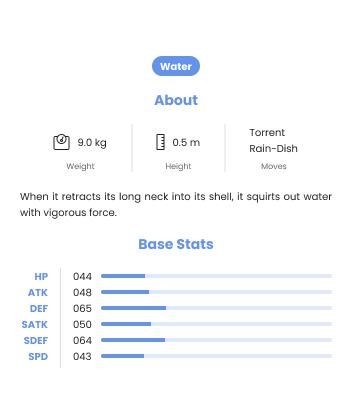 Water
About
9.0 kg
0.5 m
Torrent
Rain-Dish
Weight
Height
Moves
When it retracts its long neck into its shell, it squirts out water
with vigorous force.
Base Stats
HP 044
ATK 048
DEF 065
SATK 050
SDEF 064
SPD 043